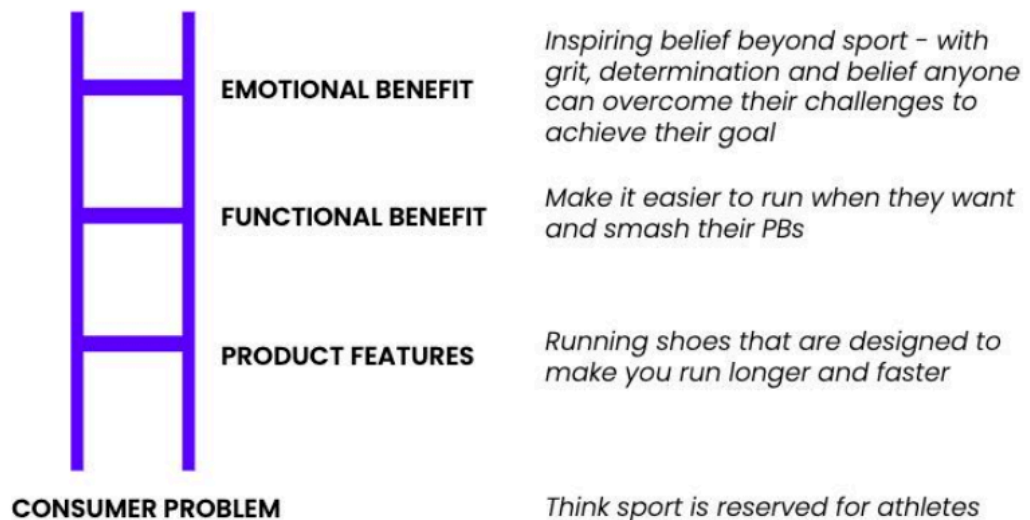 EMOTIONAL BENEFIT
Inspiring belief beyond sport - with
grit, determination and belief anyone
can overcome their challenges to
achieve their goal
FUNCTIONAL BENEFIT
Make it easier to run when they want
and smash their PBs
PRODUCT FEATURES
Running shoes that are designed to
make you run longer and faster
CONSUMER PROBLEM
Think sport is reserved for athletes